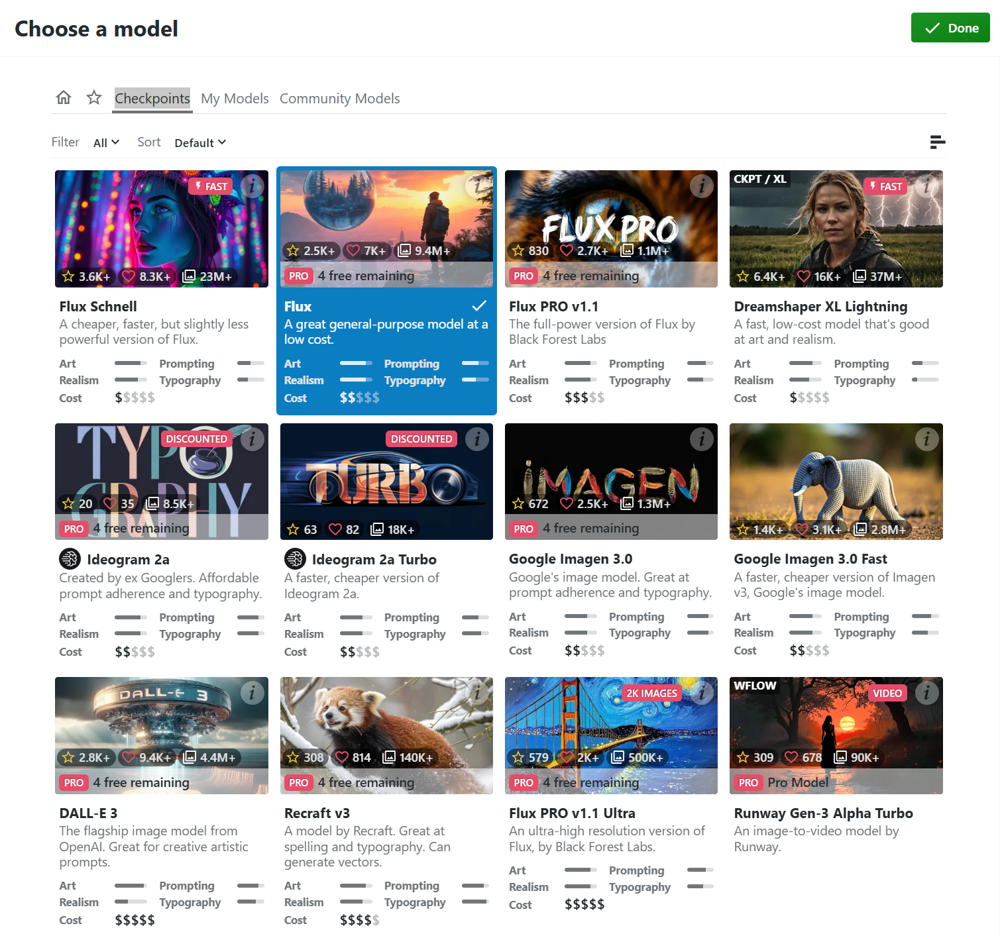 Choose a model
Done
Checkpoints My Models Community Models
Filter All Sort Default
FAST i
3.6K+ 8.3K+ 23M+
Flux Schnell
A cheaper, faster, but slightly less
powerful version of Flux.
Art Prompting
Realism Typography
Cost $$$$$
i
2.5K+ 7K+ 9.4M+
PRO 4 free remaining
Flux
A great general-purpose model at a
low cost.
Art Prompting
Realism Typography
Cost $$$$$
i
FLUX PRO
830 2.7K+ 1.1M+
PRO 4 free remaining
Flux PRO v1.1
The full-power version of Flux by
Black Forest Labs
Art Prompting
Realism Typography
Cost $$$$$
CKPT / XL FAST i
6.4K+ 16K+ 37M+
Dreamshaper XL Lightning
A fast, low-cost model that's good
at art and realism.
Art Prompting
Realism Typography
Cost $$$$$
DISCOUNTED i
TYPO
GRAPHY
20 35 8.5K+
PRO 4 free remaining
Ideogram 2a
Created by ex Googlers. Affordable
prompt adherence and typography.
Art Prompting
Realism Typography
Cost $$$$$
DISCOUNTED i
TURB
63 82 18K+
Ideogram 2a Turbo
A faster, cheaper version of
Ideogram 2a.
Art Prompting
Realism Typography
Cost $$$$$
i
iMAGEN
672 2.5K+ 1.3M+
PRO 4 free remaining
Google Imagen 3.0
Google's image model. Great at
prompt adherence and typography.
Art Prompting
Realism Typography
Cost $$$$$
i
1.4K+ 3.1K+ 2.8M+
Google Imagen 3.0 Fast
A faster, cheaper version of Imagen
v3, Google's image model.
Art Prompting
Realism Typography
Cost $$$$$
i
DALL-E 3
2.8K+ 9.4K+ 4.4M+
PRO 4 free remaining
DALL-E 3
The flagship image model from
OpenAI. Great for creative artistic
prompts.
Art Prompting
Realism Typography
Cost $$$$$
i
308 814 140K+
PRO 4 free remaining
Recraft v3
A model by Recraft. Great at
spelling and typography. Can
generate vectors.
Art Prompting
Realism Typography
Cost $$$$$
2K IMAGES i
579 2K+ 500K+
PRO 4 free remaining
Flux PRO v1.1 Ultra
An ultra-high resolution version of
Flux, by Black Forest Labs.
Art Prompting
Realism Typography
Cost $$$$$
WFLOW VIDEO i
309 678 90K+
PRO Pro Model
Runway Gen-3 Alpha Turbo
An image-to-video model by
Runway.